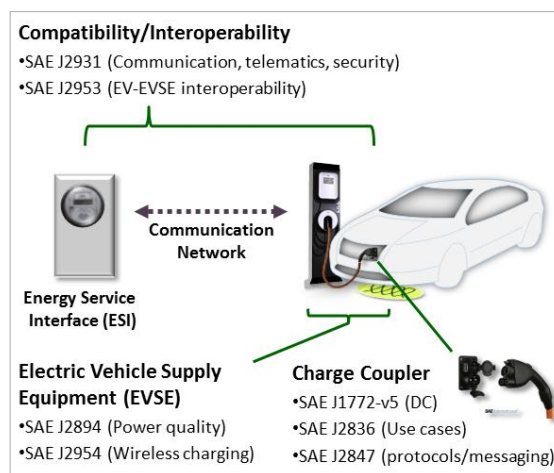 Compatibility/Interoperability
•SAE J2931 (Communication, telematics, security)
•SAE J2953 (EV-EVSE interoperability)
Communication
Network
Energy Service
Interface (ESI)
Electric Vehicle Supply
Equipment (EVSE)
•SAE J2894 (Power quality)
•SAE J2954 (Wireless charging)
Charge Coupler
•SAE J1772-v5 (DC)
•SAE J2836 (Use cases)
•SAE J2847 (protocols/messaging)
SAE International